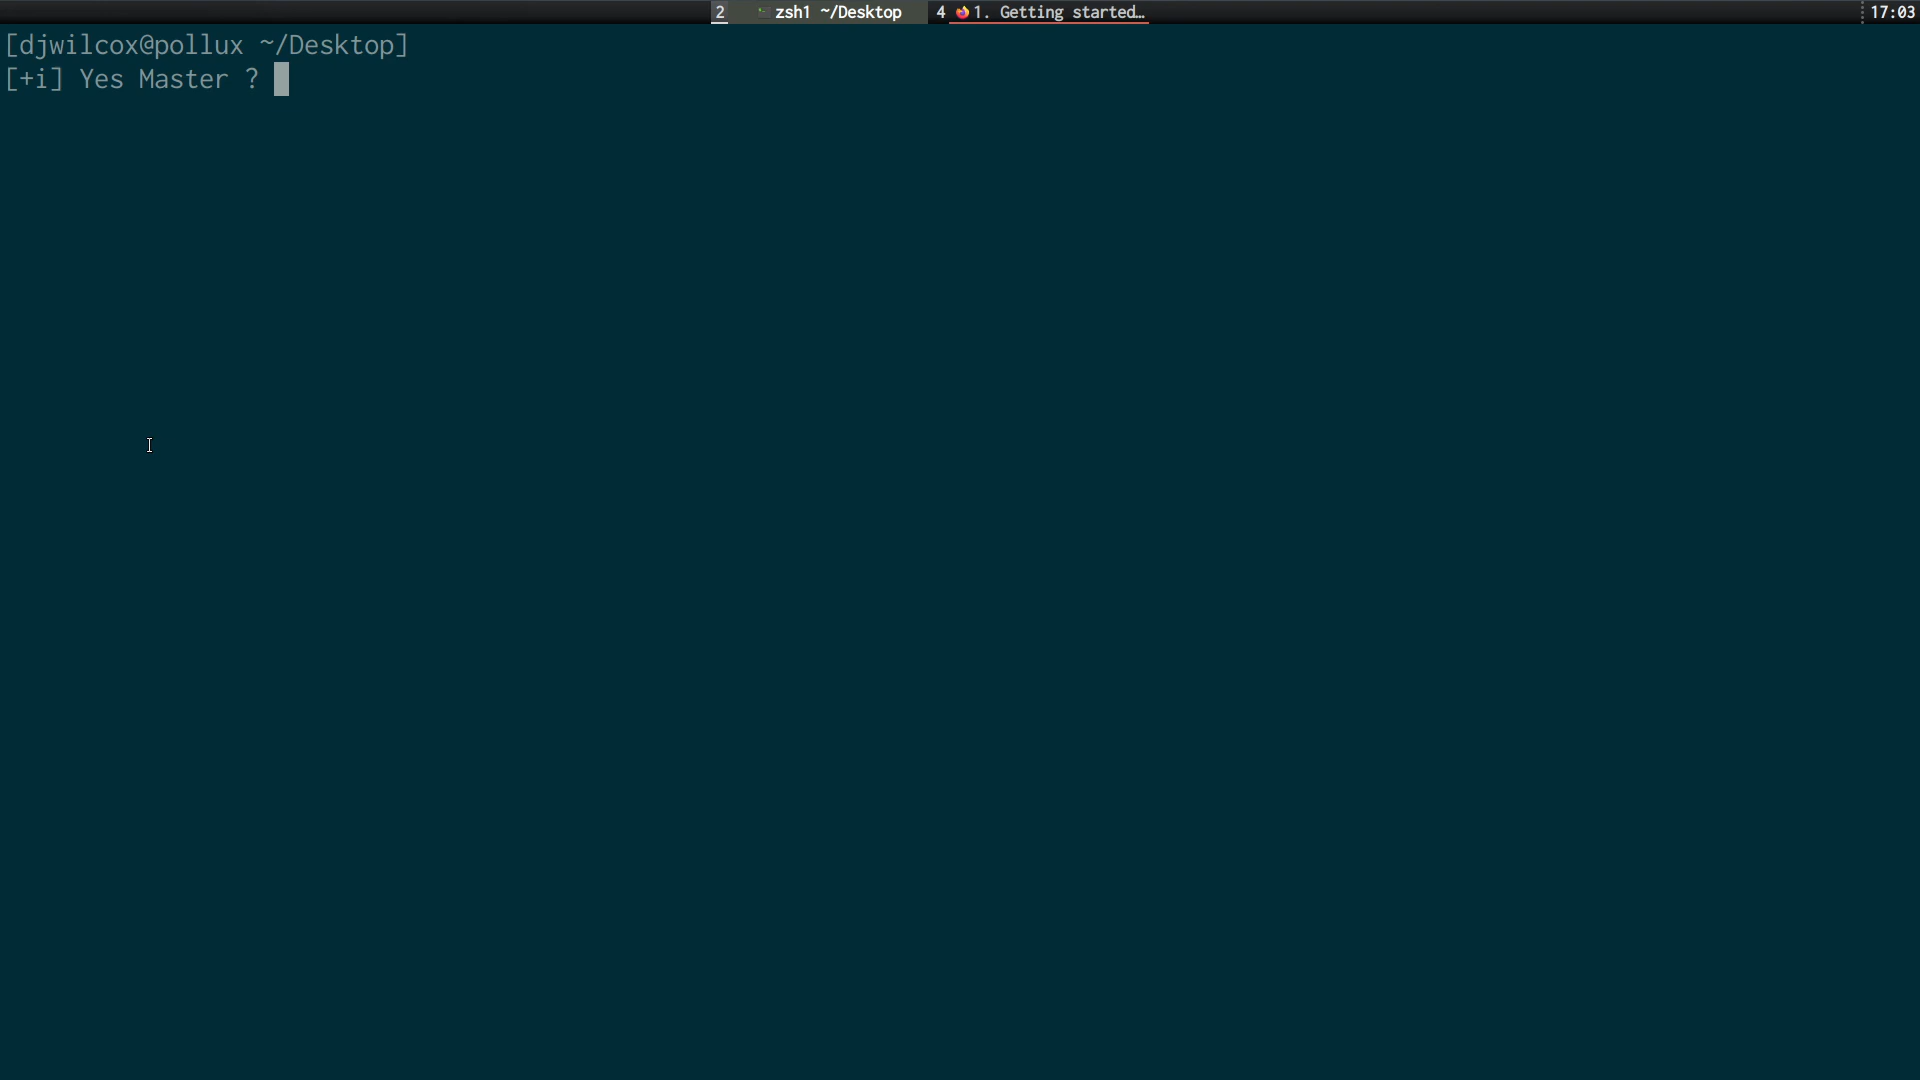 2 zsh1 ~/Desktop 4 1. Getting started… 17:03
[djwilcox@pollux ~/Desktop]
[+i] Yes Master ?